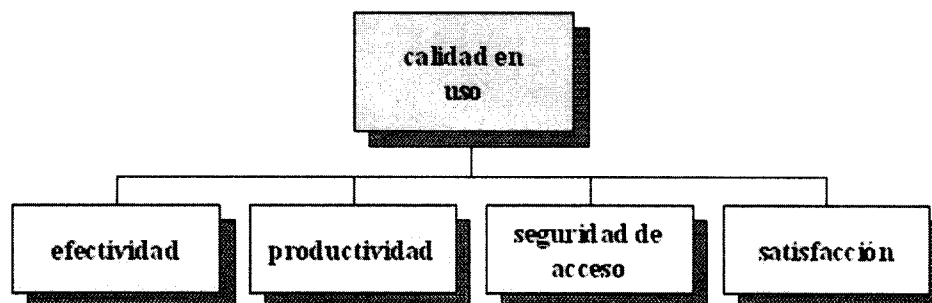 calidad en
uso
efectividad
productividad
seguridad de
acceso
satisfacción